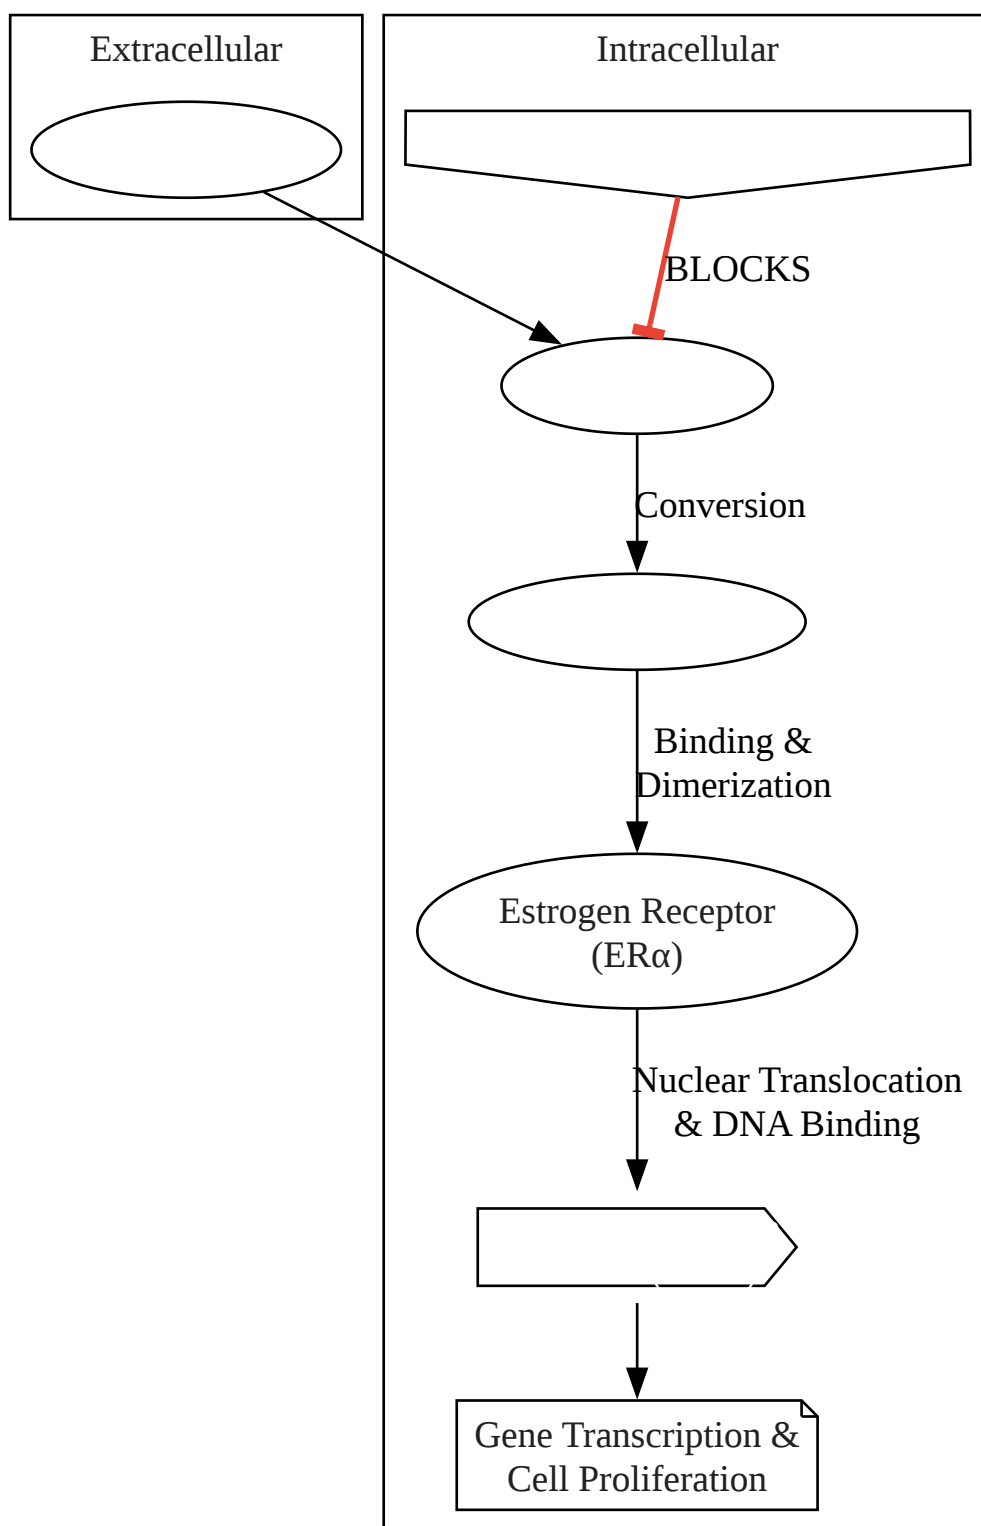 Extracellular
Intracellular
BLOCKS
Conversion
Binding &
Dimerization
Estrogen Receptor
(ERα)
Nuclear Translocation
& DNA Binding
Gene Transcription &
Cell Proliferation